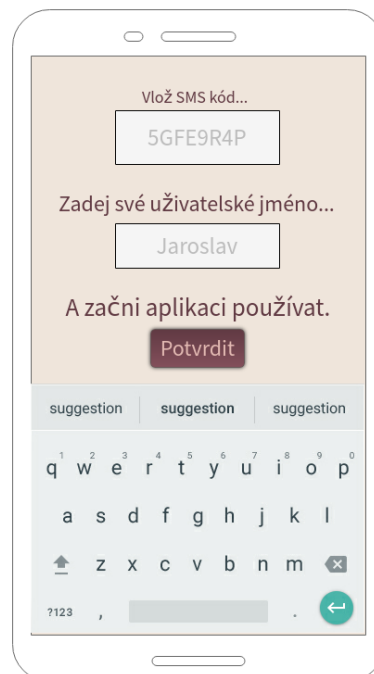 Vlož SMS kód...
5GFE9R4P
Zadej své uživatelské jméno...
Jaroslav
A začni aplikaci používat.
Potvrdit
suggestion suggestion suggestion
1 2 3 4 5 6 7 8 9 0
q w e r t y u i o p
a s d f g h j k l
z x c v b n m
?123 , .